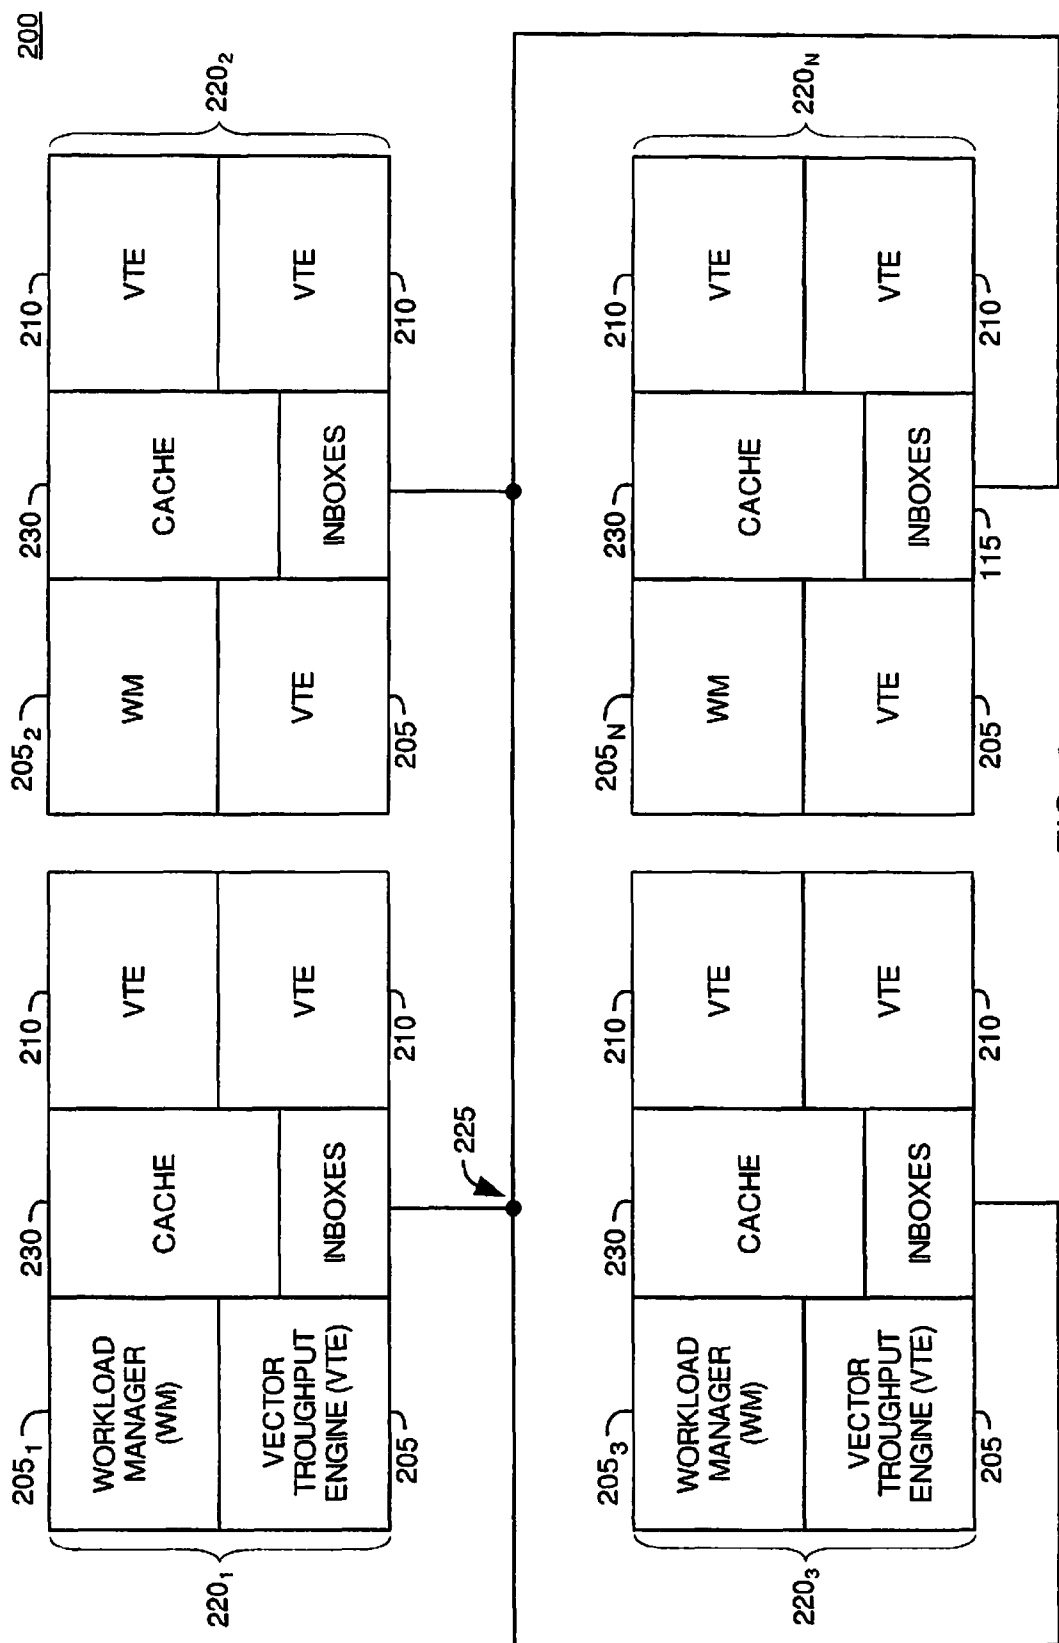 200
205₁
230
210
205₂
230
210
WORKLOAD
MANAGER
(WM)
CACHE
VTE
WM
CACHE
VTE
220₁
220₂
VECTOR
TROUGHPUT
ENGINE (VTE)
INBOXES
VTE
VTE
INBOXES
VTE
205
210
205
210
225
205₃
230
210
205N
230
210
WORKLOAD
MANAGER
(WM)
CACHE
VTE
WM
CACHE
VTE
220₃
220N
VECTOR
TROUGHPUT
ENGINE (VTE)
INBOXES
VTE
VTE
INBOXES
VTE
205
210
205
115
210